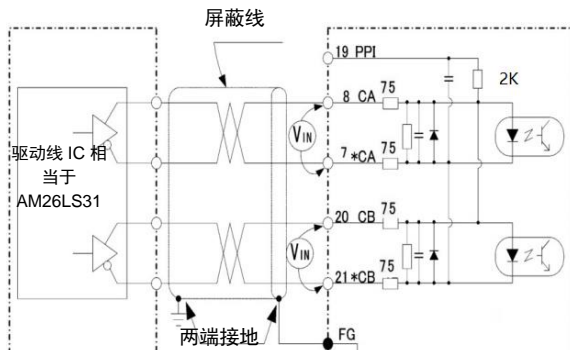 屏蔽线
19 PPI
2K
8 CA 75
VIN
7 *CA 75
驱动线 IC 相
当于
AM26LS31
20 CB 75
VIN
21 *CB 75
两端接地
FG